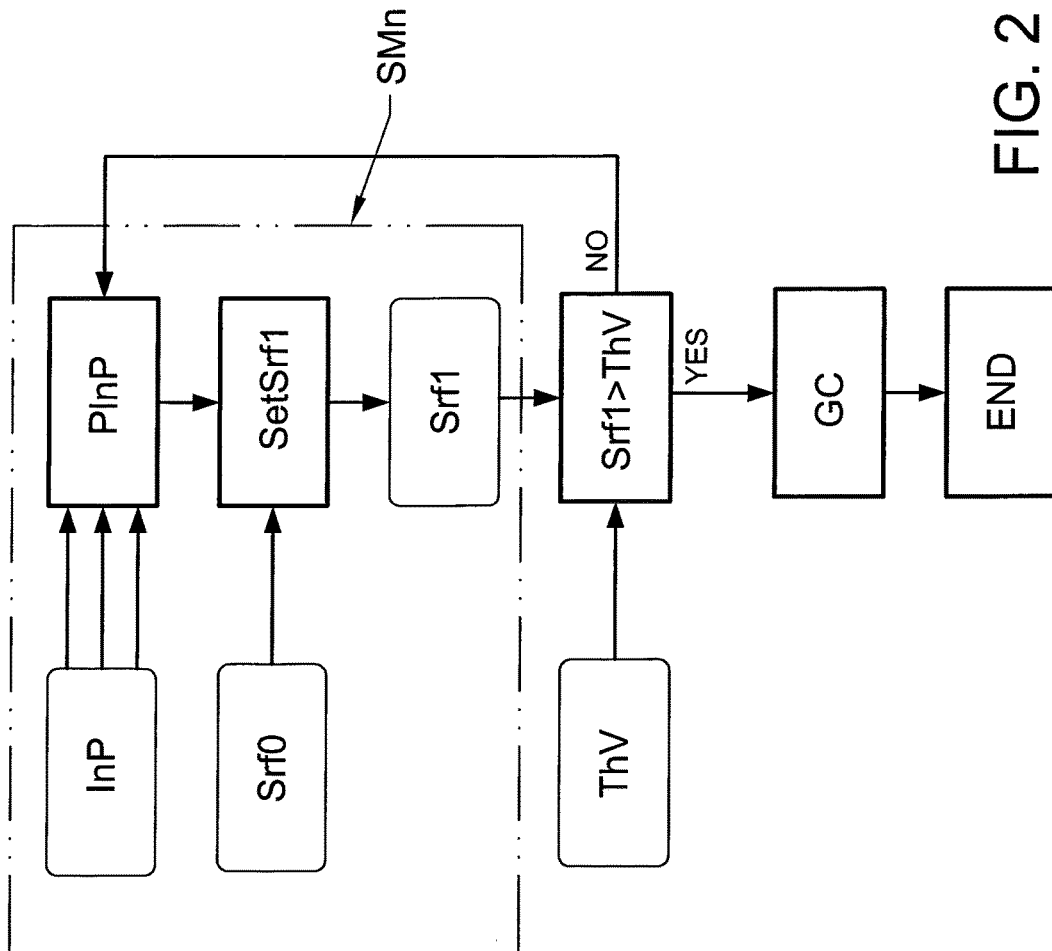 SMn
InP
PInP
Srf0
SetSrf1
Srf1
ThV
Srf1>ThV
NO
YES
GC
END
FIG. 2